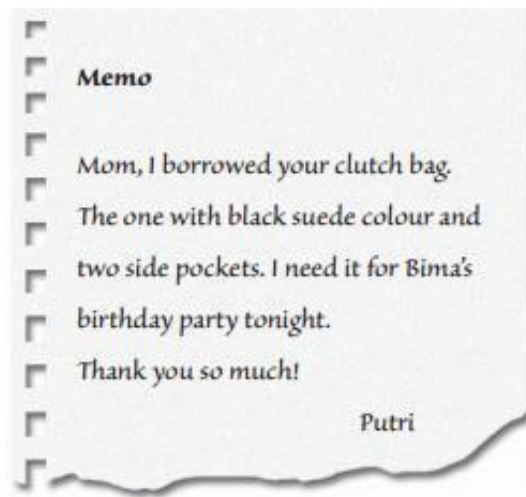 Memo
Mom, I borrowed your clutch bag.
The one with black suede colour and
two side pockets. I need it for Bima's
birthday party tonight.
Thank you so much!
Putri